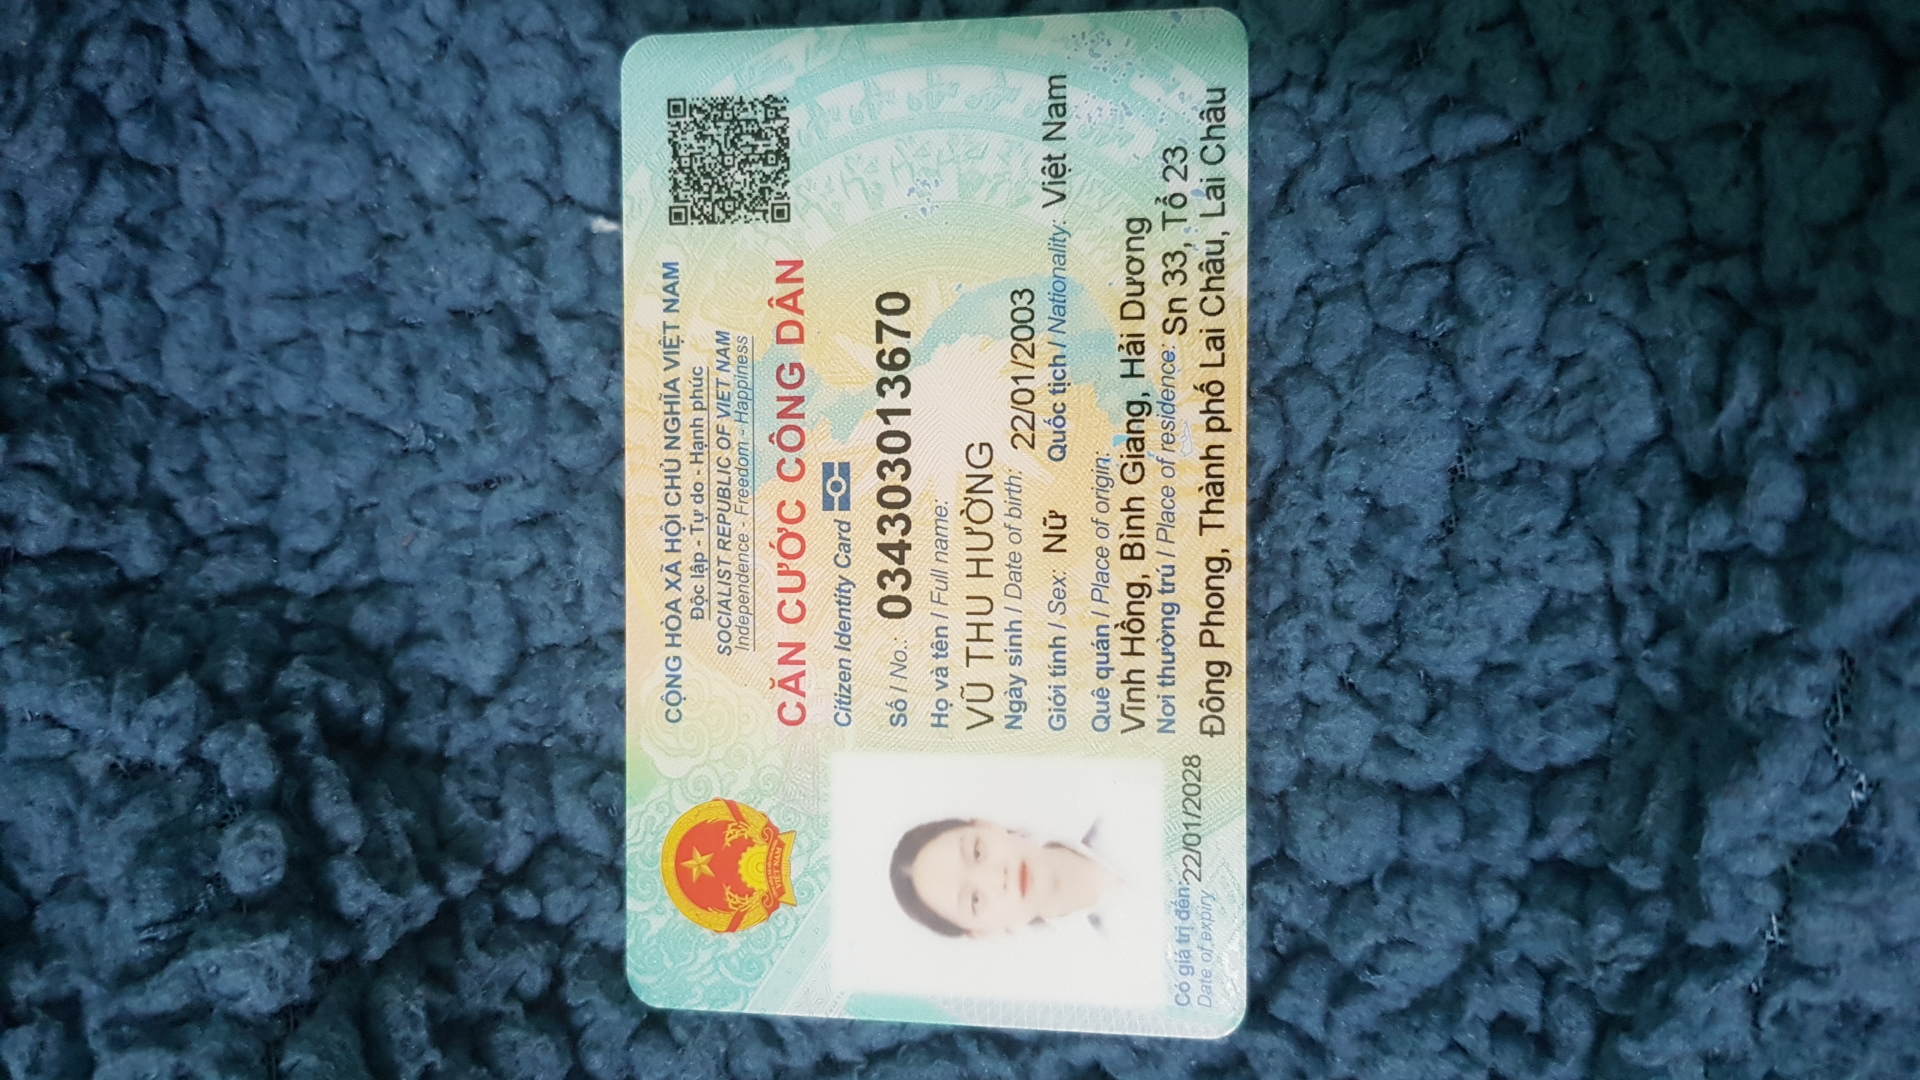 CỘNG HÒA XÃ HỘI CHỦ NGHĨA VIỆT NAM
Độc lập - Tự do - Hạnh phúc
SOCIALIST REPUBLIC OF VIET NAM
Independence - Freedom - Happiness
CĂN CƯỚC CÔNG DÂN
Citizen Identity Card
Số / No.: 034303013670
Họ và tên / Full name:
VŨ THU HƯỜNG
Ngày sinh / Date of birth: 22/01/2003
Giới tính / Sex: Nữ Quốc tịch / Nationality: Việt Nam
Quê quán / Place of origin:
Vĩnh Hồng, Bình Giang, Hải Dương
Nơi thường trú / Place of residence: Sn 33, Tổ 23
Đông Phong, Thành phố Lai Châu, Lai Châu
Có giá trị đến: 22/01/2028
Date of expiry
VIỆT NAM